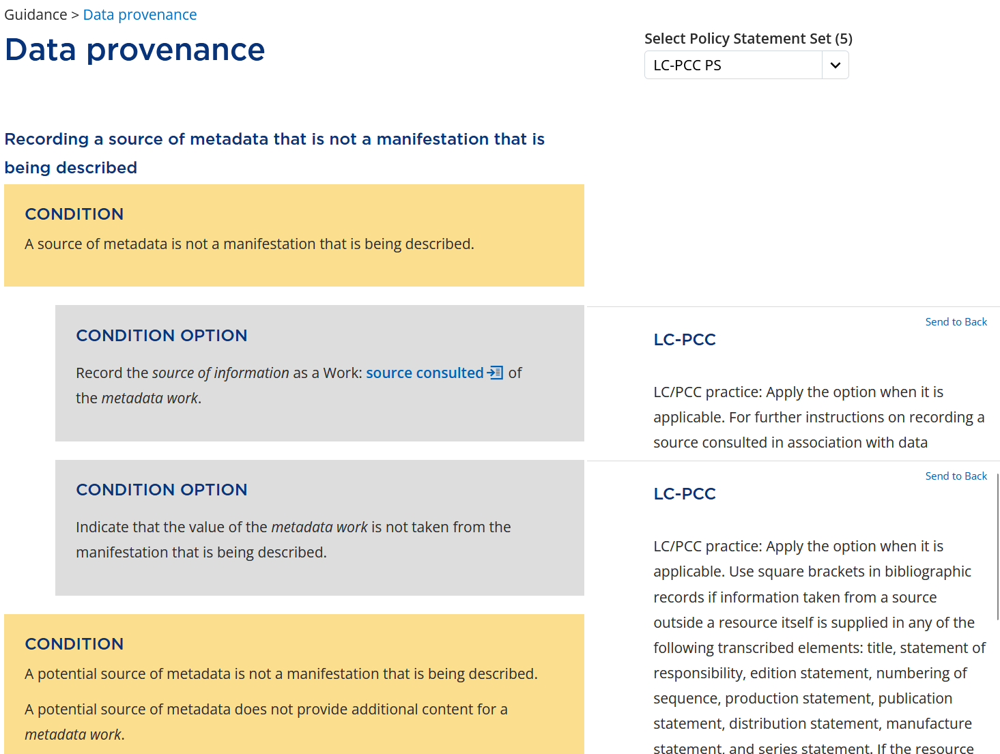 Guidance > Data provenance
Data provenance
Select Policy Statement Set (5)
LC-PCC PS
Recording a source of metadata that is not a manifestation that is
being described
CONDITION
A source of metadata is not a manifestation that is being described.
CONDITION OPTION
Record the source of information as a Work: source consulted of
the metadata work.
Send to Back
LC-PCC
LC/PCC practice: Apply the option when it is
applicable. For further instructions on recording a
source consulted in association with data
CONDITION OPTION
Indicate that the value of the metadata work is not taken from the
manifestation that is being described.
Send to Back
LC-PCC
LC/PCC practice: Apply the option when it is
applicable. Use square brackets in bibliographic
records if information taken from a source
outside a resource itself is supplied in any of the
following transcribed elements: title, statement of
responsibility, edition statement, numbering of
sequence, production statement, publication
statement, distribution statement, manufacture
statement, and series statement. If the resource
CONDITION
A potential source of metadata is not a manifestation that is being described.
A potential source of metadata does not provide additional content for a
metadata work.